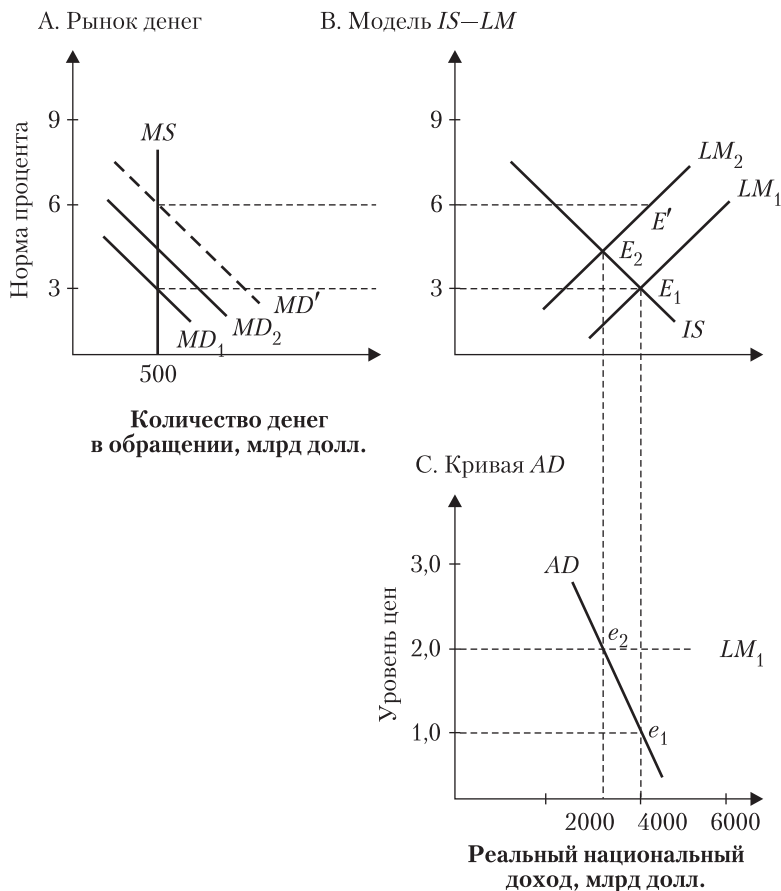 А. Рынок денег
Норма процента
9
6
3
MS
MD′
MD₂
MD₁
500
Количество денег
в обращении, млрд долл.
В. Модель IS—LM
9
6
3
LM₂
LM₁
E′
E₂
E₁
IS
С. Кривая AD
Уровень цен
3,0
2,0
1,0
AD
e₂
LM₁
e₁
2000 4000 6000
Реальный национальный
доход, млрд долл.